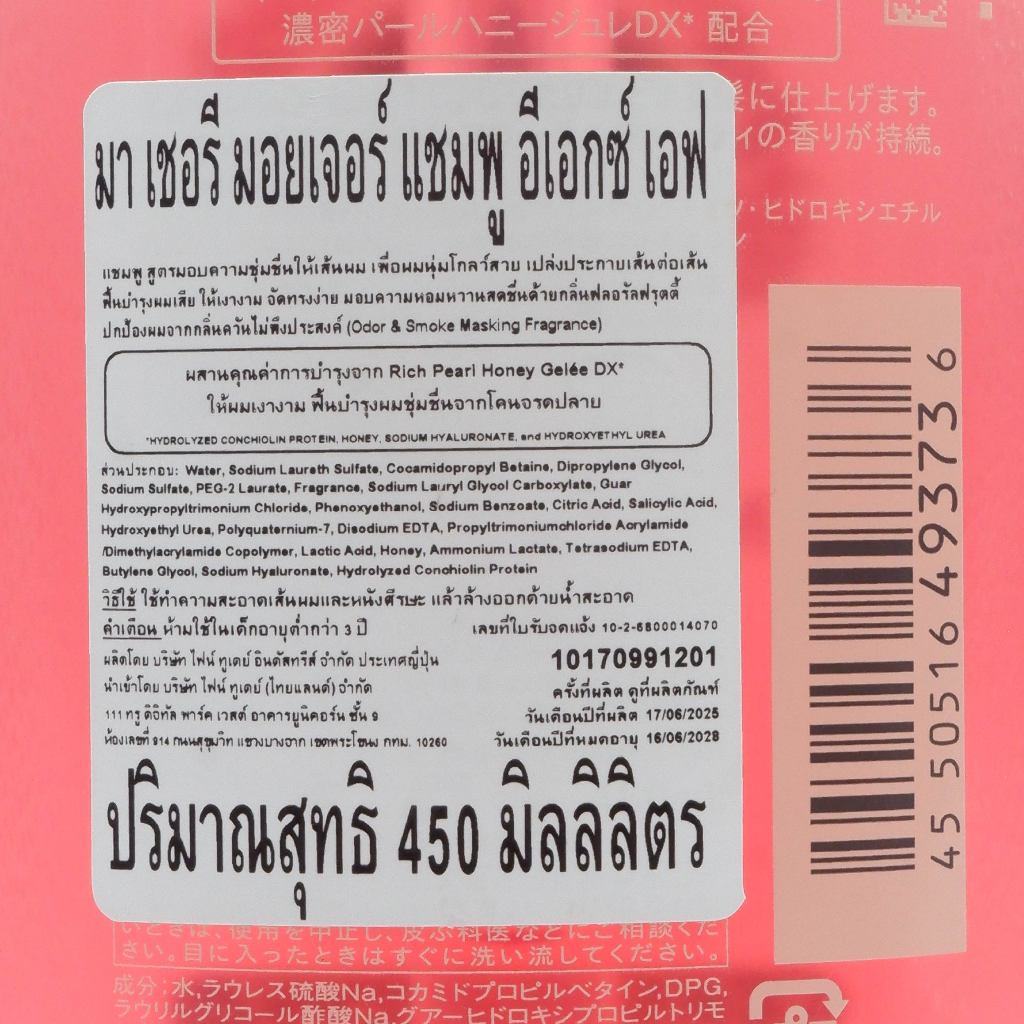 濃密パールハニージュレDX* 配合
髪に仕上げます。
の香りが持続。
・ヒドロキシエチル
มา เชอรี มอยเจอร์ แชมพู อีเอกซ์ เอฟ
แชมพู สูตรมอบความชุ่มชื่นให้เส้นผม เพื่อผมนุ่มโกลว์สวย เปล่งประกายเส้นต่อเส้น
ฟื้นบำรุงผมเสีย ให้เงางาม จัดทรงง่าย มอบความหอมหวานสดชื่นด้วยกลิ่นฟลอรัลฟรุตตี้
ปกป้องผมจากกลิ่นควันไม่พึงประสงค์ (Odor & Smoke Masking Fragrance)
ผสานคุณค่าการบำรุงจาก Rich Pearl Honey Gelée DX*
ให้ผมเงางาม ฟื้นบำรุงผมชุ่มชื่นจากโคนจรดปลาย
*HYDROLYZED CONCHIOLIN PROTEIN, HONEY, SODIUM HYALURONATE, and HYDROXYETHYL UREA
ส่วนประกอบ: Water, Sodium Laureth Sulfate, Cocamidopropyl Betaine, Dipropylene Glycol,
Sodium Sulfate, PEG-2 Laurate, Fragrance, Sodium Lauryl Glycol Carboxylate, Guar
Hydroxypropyltrimonium Chloride, Phenoxyethanol, Sodium Benzoate, Citric Acid, Salicylic Acid,
Hydroxyethyl Urea, Polyquaternium-7, Disodium EDTA, Propyltrimoniumchloride Acrylamide
/Dimethylacrylamide Copolymer, Lactic Acid, Honey, Ammonium Lactate, Tetrasodium EDTA,
Butylene Glycol, Sodium Hyaluronate, Hydrolyzed Conchiolin Protein
วิธีใช้ ใช้ทำความสะอาดเส้นผมและหนังศีรษะ แล้วล้างออกด้วยน้ำสะอาด
คำเตือน ห้ามใช้ในเด็กอายุต่ำกว่า 3 ปี
เลขที่ใบรับจดแจ้ง 10-2-6800014070
ผลิตโดย บริษัท ไฟน์ ทูเดย์ อินดัสทรีส์ จำกัด ประเทศญี่ปุ่น
10170991201
นำเข้าโดย บริษัท ไฟน์ ทูเดย์ (ไทยแลนด์) จำกัด
ครั้งที่ผลิต ดูที่ผลิตภัณฑ์
111 ทรู ดิจิทัล พาร์ค เวสต์ อาคารยูนิคอร์น ชั้น 9
วันเดือนปีที่ผลิต 17/06/2025
ห้องเลขที่ 914 ถนนสุขุมวิท แขวงบางจาก เขตพระโขนง กทม. 10260
วันเดือนปีที่หมดอายุ 16/06/2028
ปริมาณสุทธิ 450 มิลลิลิตร
45 50516 49373 6
いときは、使用を中止し、皮ふ科医などにご相談くだ
さい。目に入ったときはすぐに洗い流してください。
成分:水,ラウレス硫酸Na,コカミドプロピルベタイン,DPG,
ラウリルグリコール酢酸Na,グアーヒドロキシプロピルトリモ